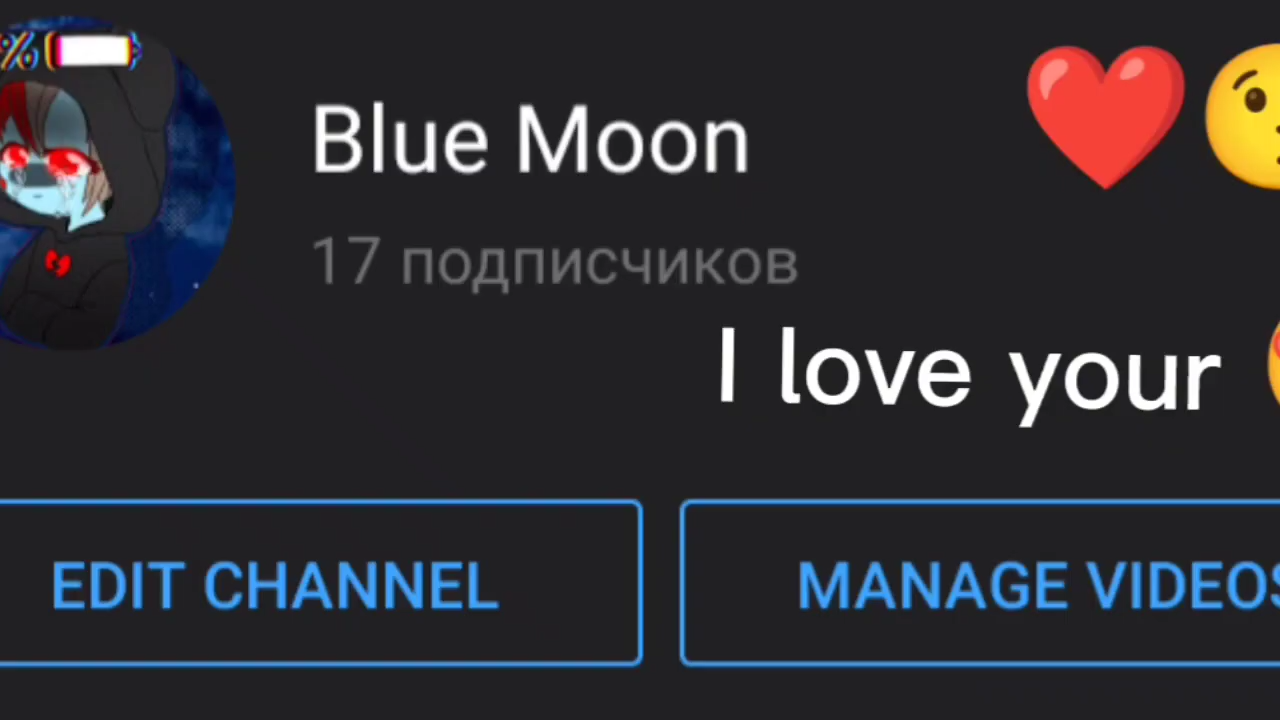 %
Blue Moon
17 подписчиков
I love your
EDIT CHANNEL
MANAGE VIDEOS